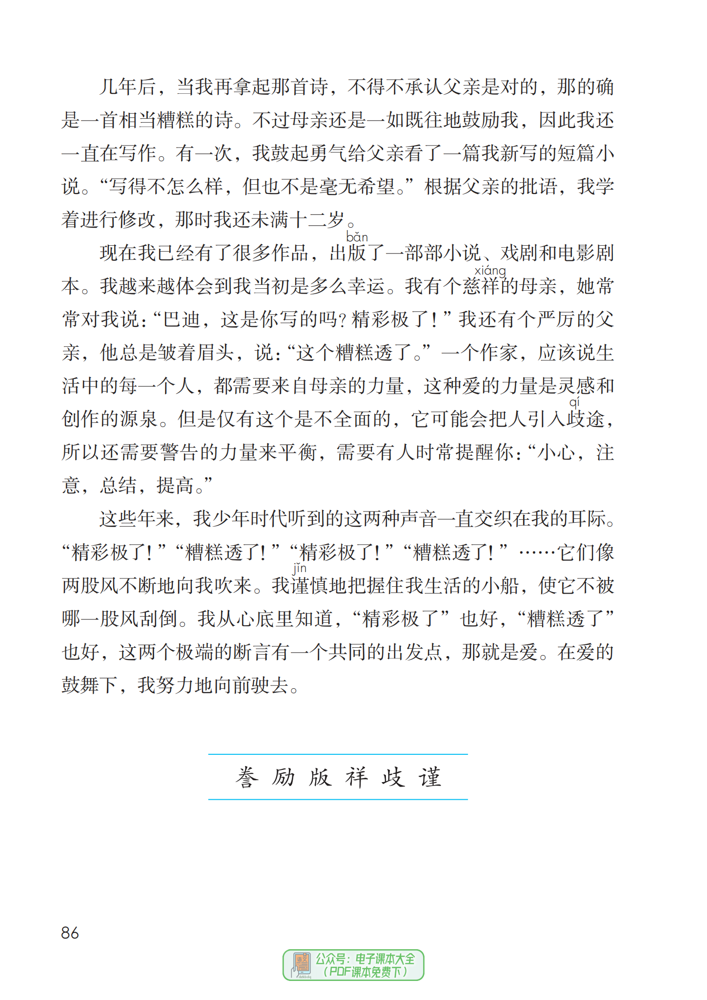 几年后，当我再拿起那首诗，不得不承认父亲是对的，那的确
是一首相当糟糕的诗。不过母亲还是一如既往地鼓励我，因此我还
一直在写作。有一次，我鼓起勇气给父亲看了一篇我新写的短篇小
说。“写得不怎么样，但也不是毫无希望。”根据父亲的批语，我学
着进行修改，那时我还未满十二岁。
bǎn
现在我已经有了很多作品，出版了一部部小说、戏剧和电影剧
xiáng
本。我越来越体会到我当初是多么幸运。我有个慈祥的母亲，她常
常对我说：“巴迪，这是你写的吗？精彩极了！”我还有个严厉的父
亲，他总是皱着眉头，说：“这个糟糕透了。”一个作家，应该说生
活中的每一个人，都需要来自母亲的力量，这种爱的力量是灵感和
qí
创作的源泉。但是仅有这个是不全面的，它可能会把人引入歧途，
所以还需要警告的力量来平衡，需要有人时常提醒你：“小心，注
意，总结，提高。”
这些年来，我少年时代听到的这两种声音一直交织在我的耳际。
“精彩极了！”“糟糕透了！”“精彩极了！”“糟糕透了！”……它们像
jǐn
两股风不断地向我吹来。我谨慎地把握住我生活的小船，使它不被
哪一股风刮倒。我从心底里知道，“精彩极了”也好，“糟糕透了”
也好，这两个极端的断言有一个共同的出发点，那就是爱。在爱的
鼓舞下，我努力地向前驶去。
誊 励 版 祥 歧 谨
86
语文
dzkbdq
公众号：电子课本大全
（PDF课本免费下）